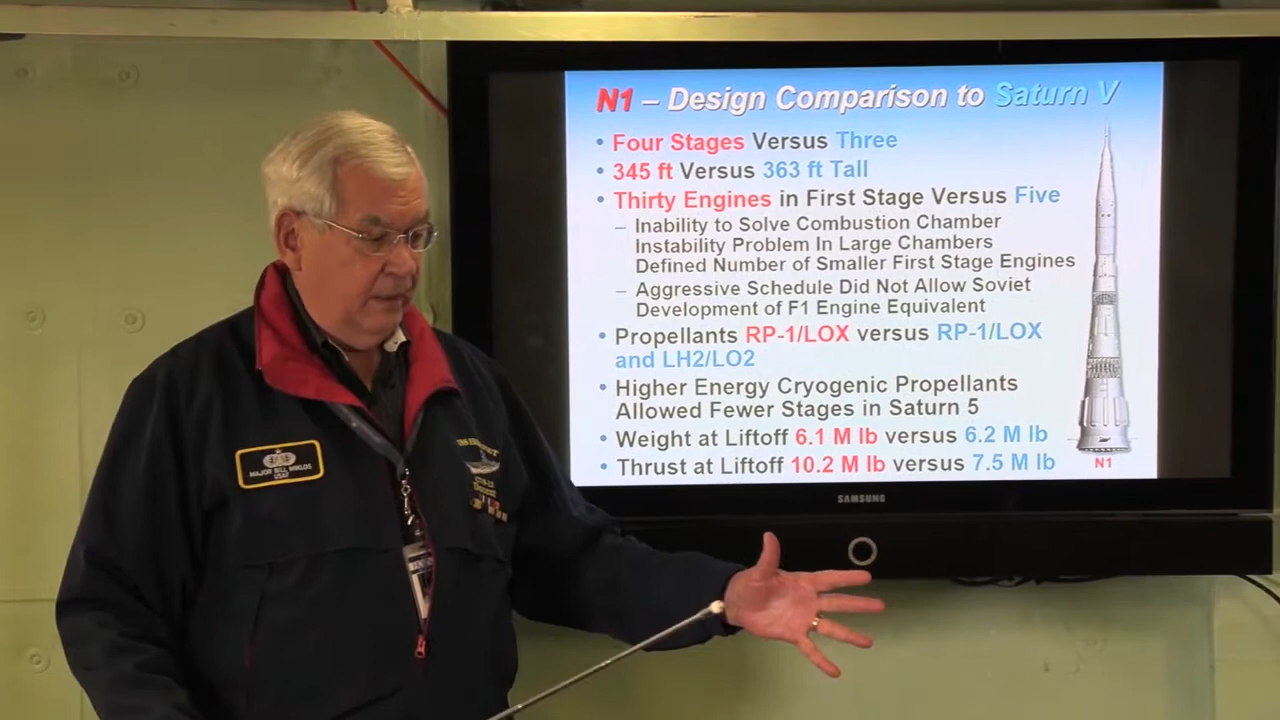 N1 – Design Comparison to Saturn V
• Four Stages Versus Three
• 345 ft Versus 363 ft Tall
• Thirty Engines in First Stage Versus Five
– Inability to Solve Combustion Chamber
Instability Problem In Large Chambers
Defined Number of Smaller First Stage Engines
– Aggressive Schedule Did Not Allow Soviet
Development of F1 Engine Equivalent
• Propellants RP-1/LOX versus RP-1/LOX
and LH2/LO2
• Higher Energy Cryogenic Propellants
Allowed Fewer Stages in Saturn 5
• Weight at Liftoff 6.1 M lb versus 6.2 M lb
• Thrust at Liftoff 10.2 M lb versus 7.5 M lb
N1
SAMSUNG
MAJOR BILL MIKLOS
USAF